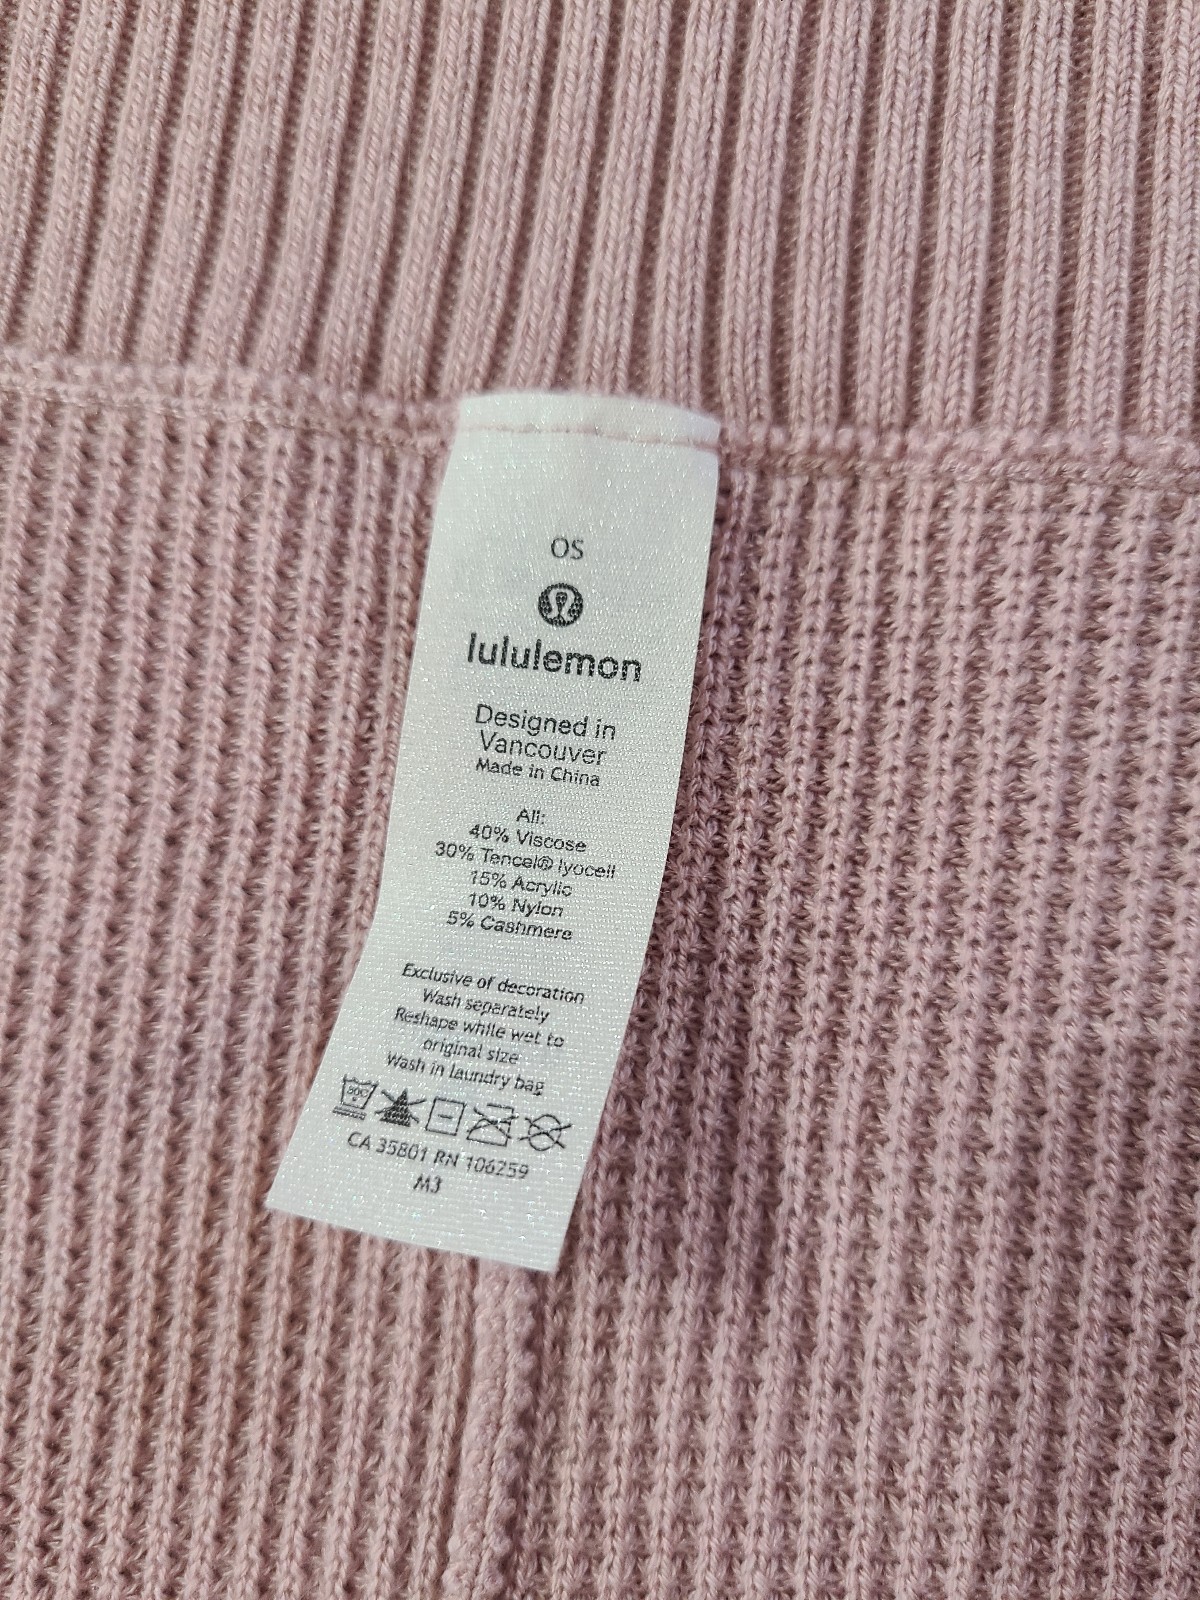 OS
lululemon
Designed in
Vancouver
Made in China
All:
40% Viscose
30% Tencel® lyocell
15% Acrylic
10% Nylon
5% Cashmere
Exclusive of decoration
Wash separately
Reshape while wet to
original size
Wash in laundry bag
CA 35801 RN 106259
M3